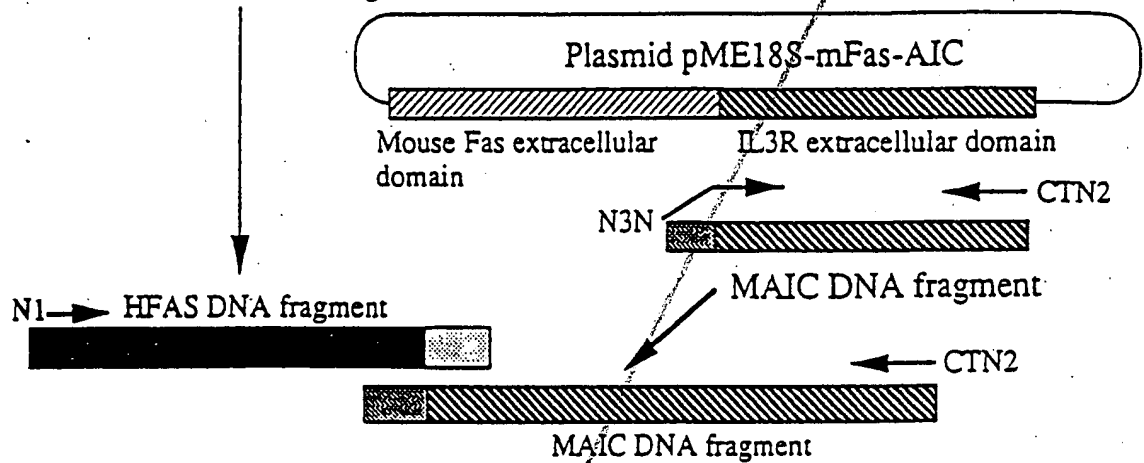 Plasmid pME18S-mFas-AIC
Mouse Fas extracellular
domain
IL3R extracellular domain
N3N
CTN2
MAIC DNA fragment
N1
HFAS DNA fragment
CTN2
MAIC DNA fragment